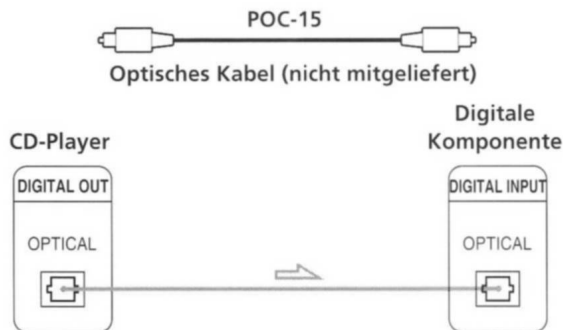 POC-15
Optisches Kabel (nicht mitgeliefert)
CD-Player
Digitale
Komponente
DIGITAL OUT
DIGITAL INPUT
OPTICAL
OPTICAL